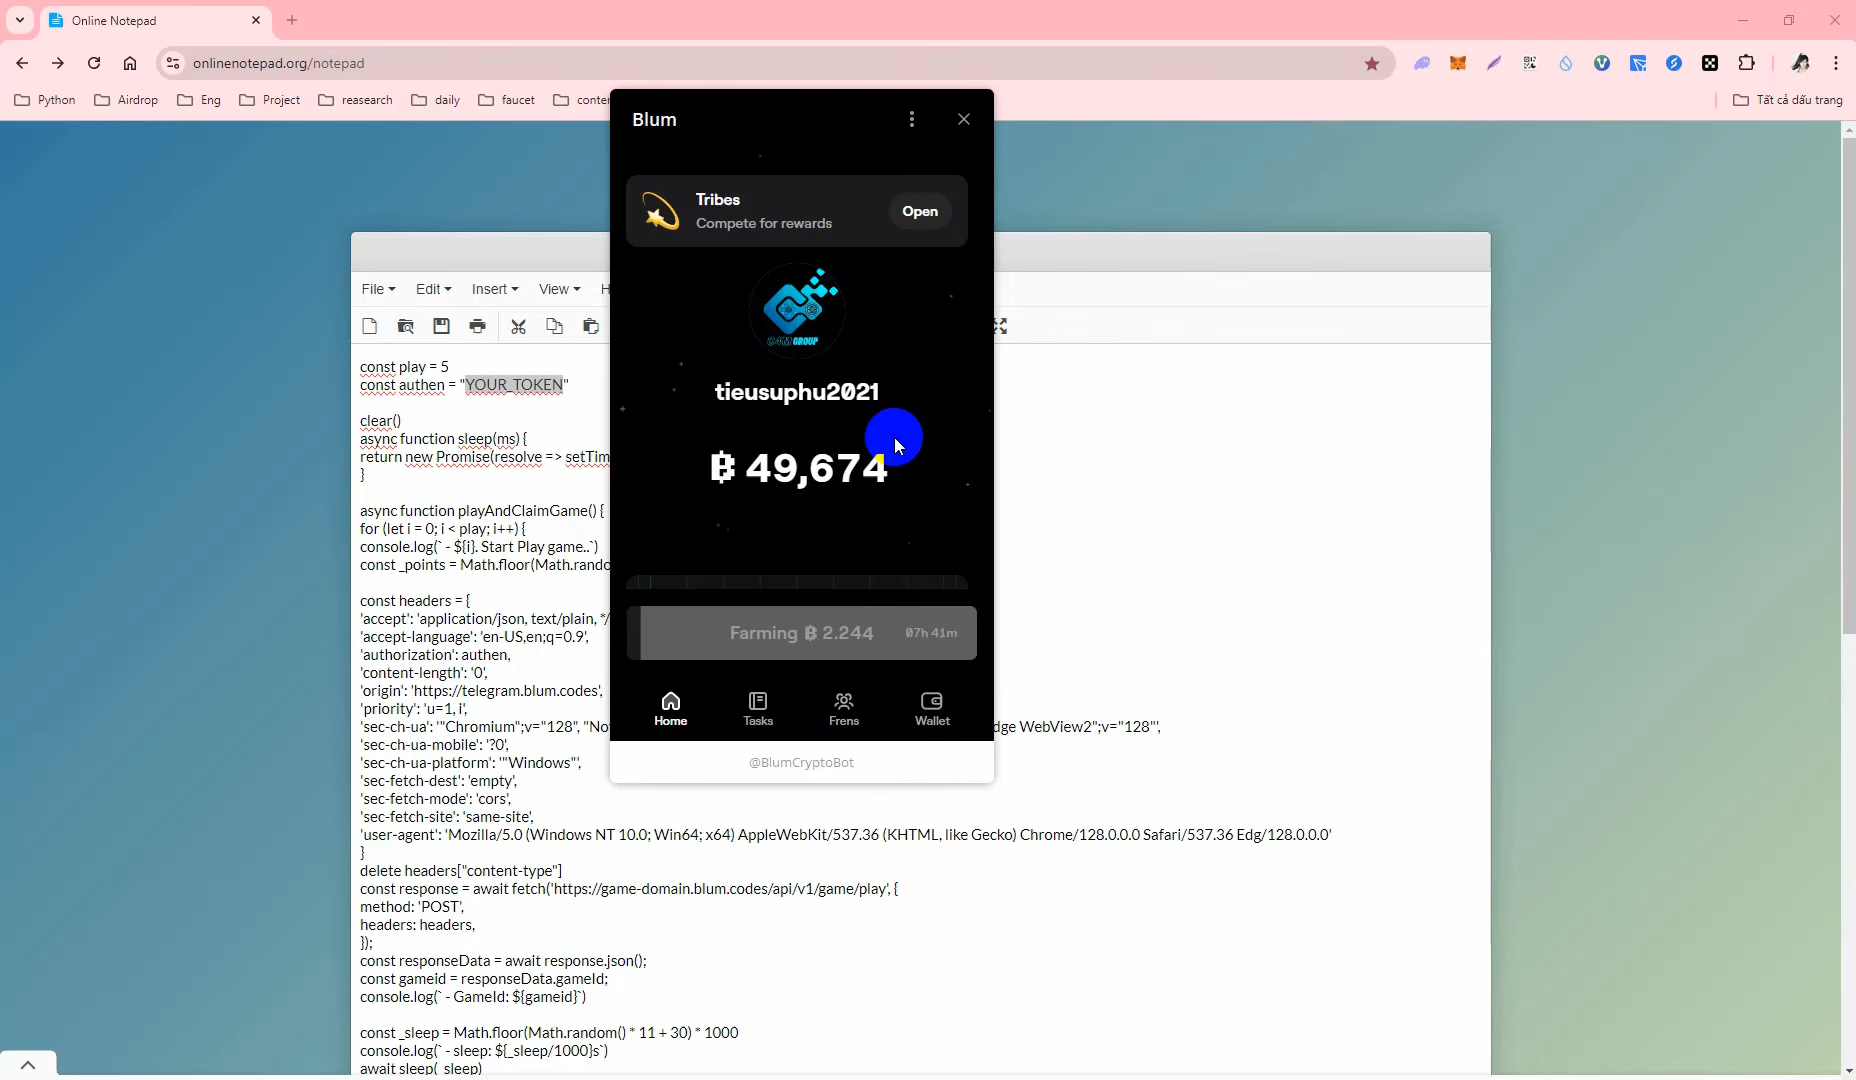 Online Notepad
onlinenotepad.org/notepad
Python
Airdrop
Eng
Project
reasearch
daily
faucet
Tất cả dấu trang
Blum
Tribes
Compete for rewards
Open
C4M GROUP
tieusuphu2021
49,674
Farming 2.244
07h 41m
Home
Tasks
Frens
Wallet
@BlumCryptoBot
File
Edit
Insert
View
const play = 5
const authen = "YOUR_TOKEN"
clear()
async function sleep(ms) {
return new Promise(resolve => setTim
}
async function playAndClaimGame() {
for (let i = 0; i < play; i++) {
console.log(` - ${i}. Start Play game..`)
const _points = Math.floor(Math.rando
const headers = {
'accept': 'application/json, text/plain, */
'accept-language': 'en-US,en;q=0.9',
'authorization': authen,
'content-length': '0',
'origin': 'https://telegram.blum.codes',
'priority': 'u=1, i',
'sec-ch-ua': '"Chromium";v="128", "No
dge WebView2";v="128"',
'sec-ch-ua-mobile': '?0',
'sec-ch-ua-platform': '"Windows"',
'sec-fetch-dest': 'empty',
'sec-fetch-mode': 'cors',
'sec-fetch-site': 'same-site',
'user-agent': 'Mozilla/5.0 (Windows NT 10.0; Win64; x64) AppleWebKit/537.36 (KHTML, like Gecko) Chrome/128.0.0.0 Safari/537.36 Edg/128.0.0.0'
}
delete headers["content-type"]
const response = await fetch('https://game-domain.blum.codes/api/v1/game/play', {
method: 'POST',
headers: headers,
});
const responseData = await response.json();
const gameid = responseData.gameId;
console.log(` - GameId: ${gameid}`)
const _sleep = Math.floor(Math.random() * 11 + 30) * 1000
console.log(` - sleep: ${_sleep/1000}s`)
await sleep(_sleep)